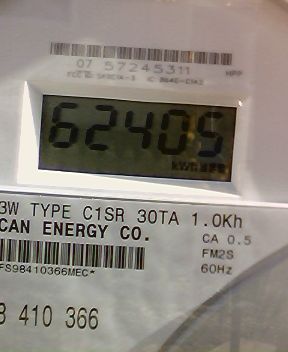 07 57245311
62405
kWh
3W TYPE C1SR 30TA 1.0Kh
CAN ENERGY CO.
CA 0.5
FM2S
FS98410366MEC*
60Hz
8 410 366